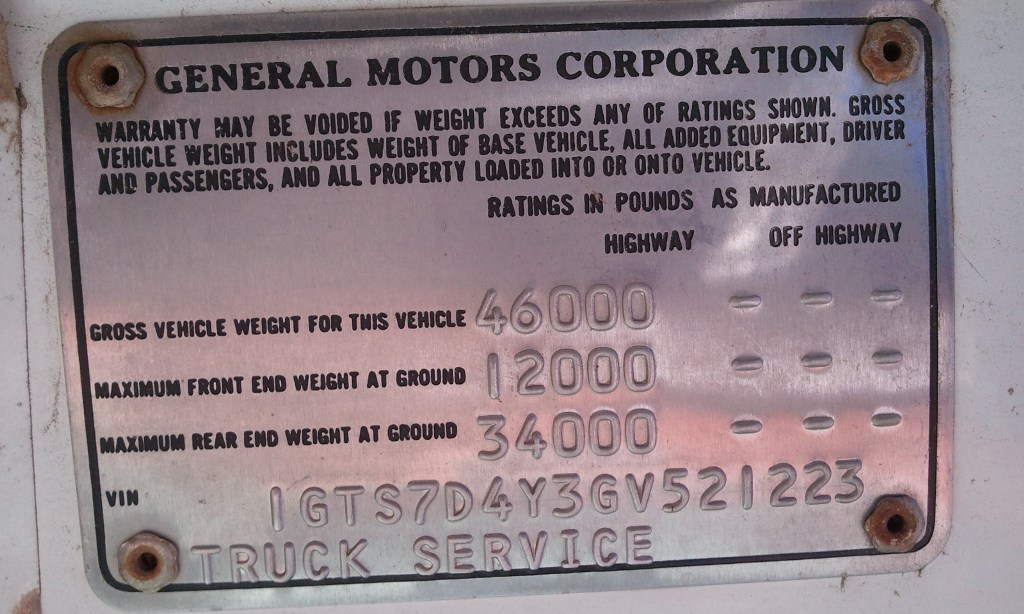 GENERAL MOTORS CORPORATION
WARRANTY MAY BE VOIDED IF WEIGHT EXCEEDS ANY OF RATINGS SHOWN. GROSS
VEHICLE WEIGHT INCLUDES WEIGHT OF BASE VEHICLE, ALL ADDED EQUIPMENT, DRIVER
AND PASSENGERS, AND ALL PROPERTY LOADED INTO OR ONTO VEHICLE.
RATINGS IN POUNDS AS MANUFACTURED
HIGHWAY OFF HIGHWAY
GROSS VEHICLE WEIGHT FOR THIS VEHICLE 46000 - - -
MAXIMUM FRONT END WEIGHT AT GROUND 12000 - - -
MAXIMUM REAR END WEIGHT AT GROUND 34000 - - -
VIN 1GTS7D4Y3GV521223
TRUCK SERVICE